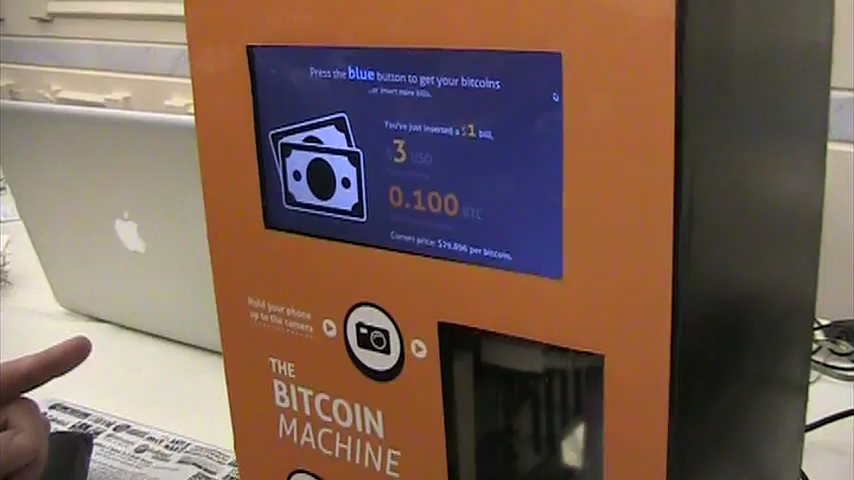 Press the blue button to get your bitcoins
...or insert more bills.
You've just inserted a $1 bill.
$3 USD
0.100 BTC
Current price: $29.896 per bitcoin.
Hold your phone
up to the camera
THE
BITCOIN
MACHINE